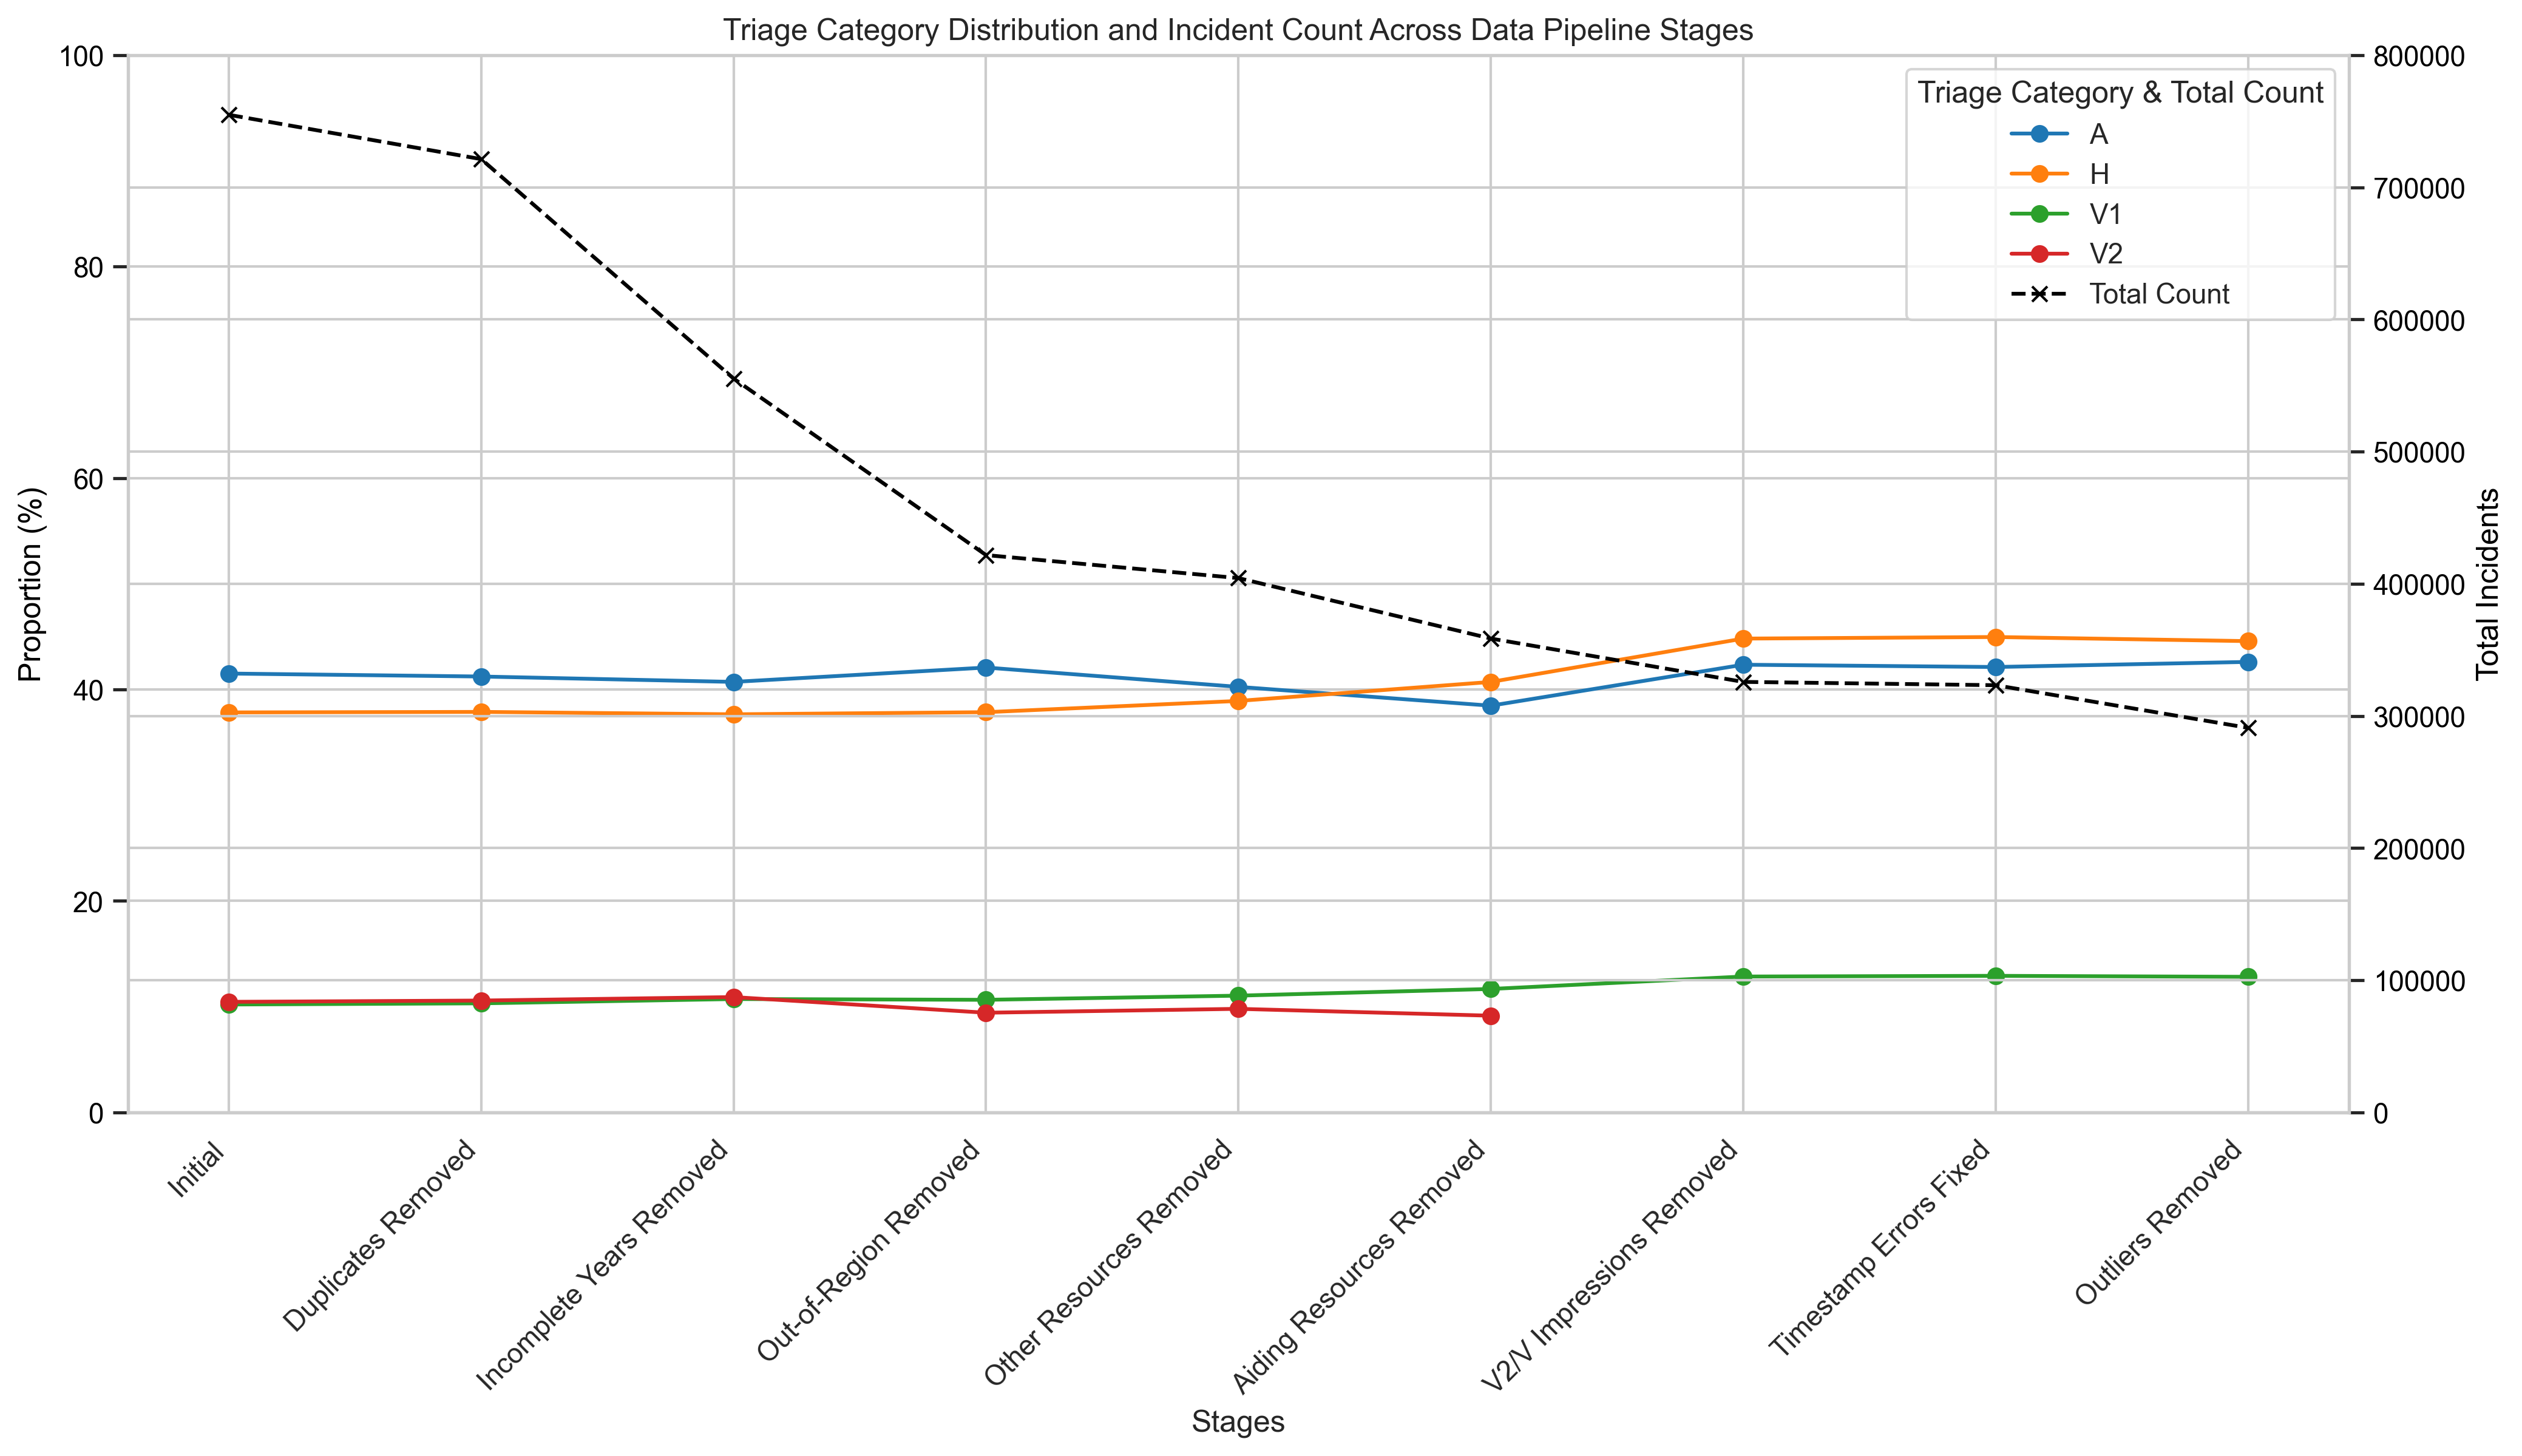 Triage Category Distribution and Incident Count Across Data Pipeline Stages
100
80
60
40
20
0
Proportion (%)
800000
700000
600000
500000
400000
300000
200000
100000
0
Total Incidents
Triage Category & Total Count
A
H
V1
V2
Total Count
Initial
Duplicates Removed
Incomplete Years Removed
Out-of-Region Removed
Other Resources Removed
Aiding Resources Removed
V2/V Impressions Removed
Timestamp Errors Fixed
Outliers Removed
Stages